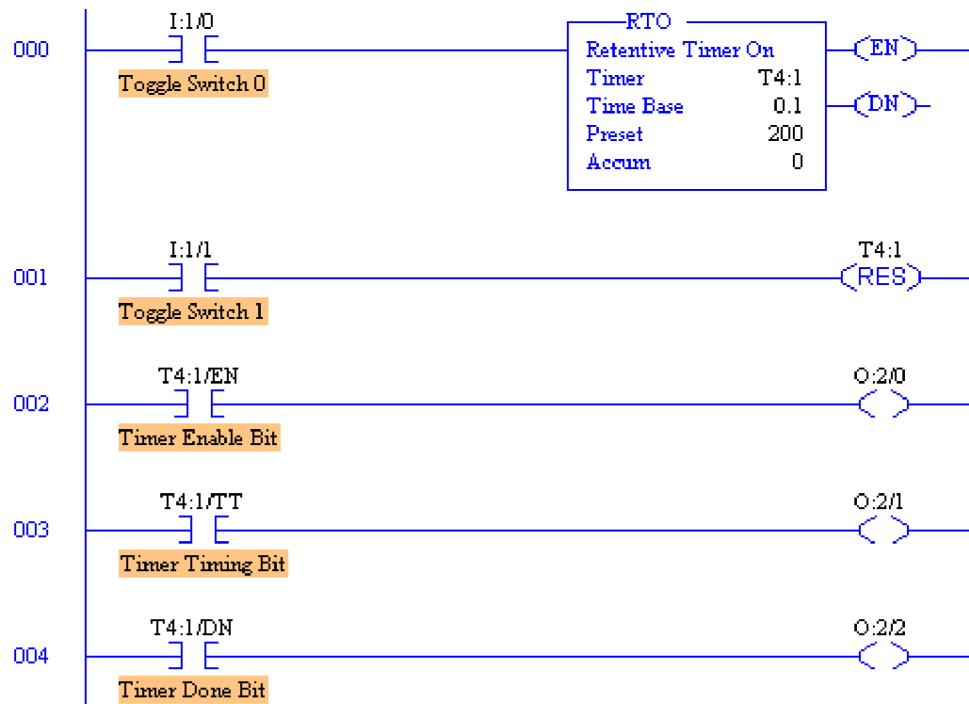 I:1/0
RTO
000
Retentive Timer On
EN
Toggle Switch 0
Timer T4:1
Time Base 0.1
DN
Preset 200
Accum 0
I:1/1
T4:1
001
RES
Toggle Switch 1
T4:1/EN
O:2/0
002
Timer Enable Bit
T4:1/TT
O:2/1
003
Timer Timing Bit
T4:1/DN
O:2/2
004
Timer Done Bit